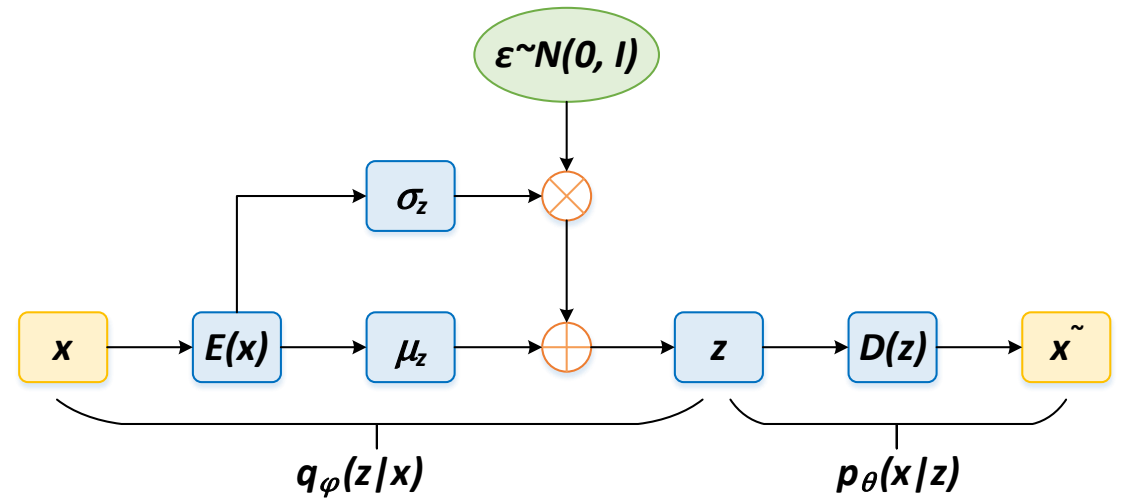 ε~N(0, I)
σz
x
E(x)
μz
z
D(z)
x̃
qφ(z|x)
pθ(x|z)